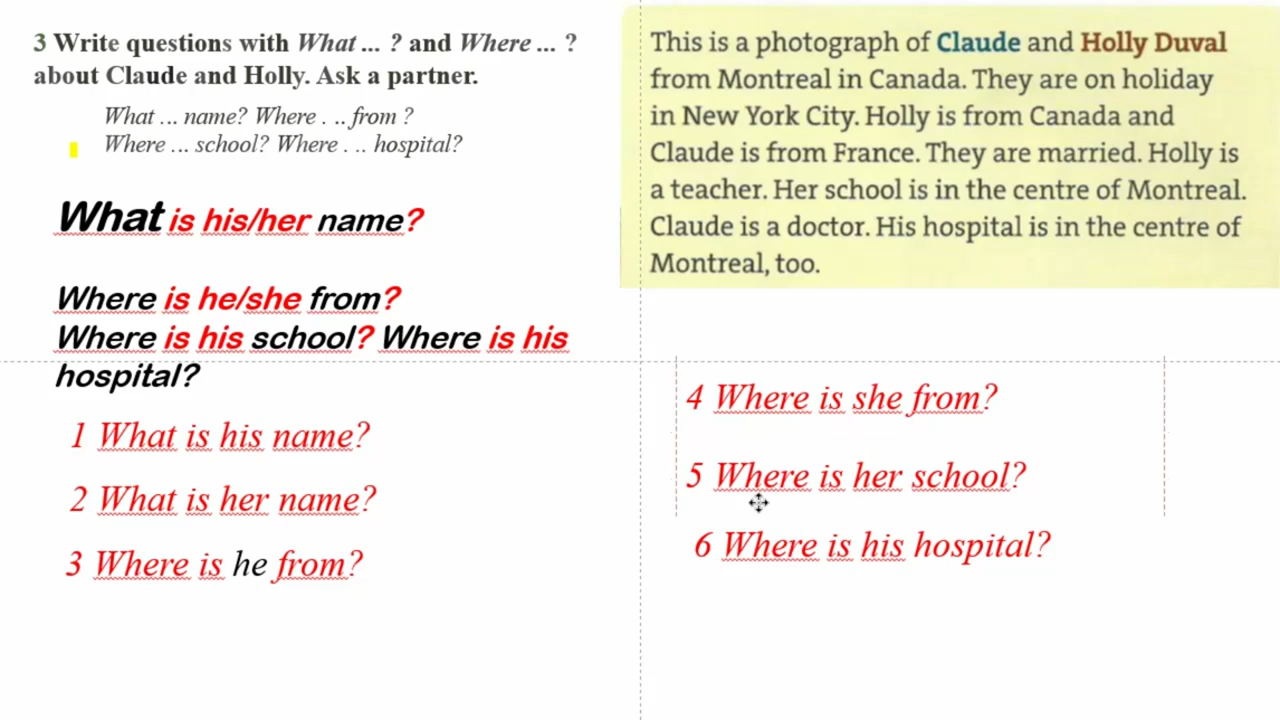 3 Write questions with What ... ? and Where ... ?
about Claude and Holly. Ask a partner.
What ... name? Where . .. from ?
Where ... school? Where . .. hospital?
What is his/her name?
Where is he/she from?
Where is his school? Where is his
hospital?
1 What is his name?
2 What is her name?
3 Where is he from?
This is a photograph of Claude and Holly Duval
from Montreal in Canada. They are on holiday
in New York City. Holly is from Canada and
Claude is from France. They are married. Holly is
a teacher. Her school is in the centre of Montreal.
Claude is a doctor. His hospital is in the centre of
Montreal, too.
4 Where is she from?
5 Where is her school?
6 Where is his hospital?